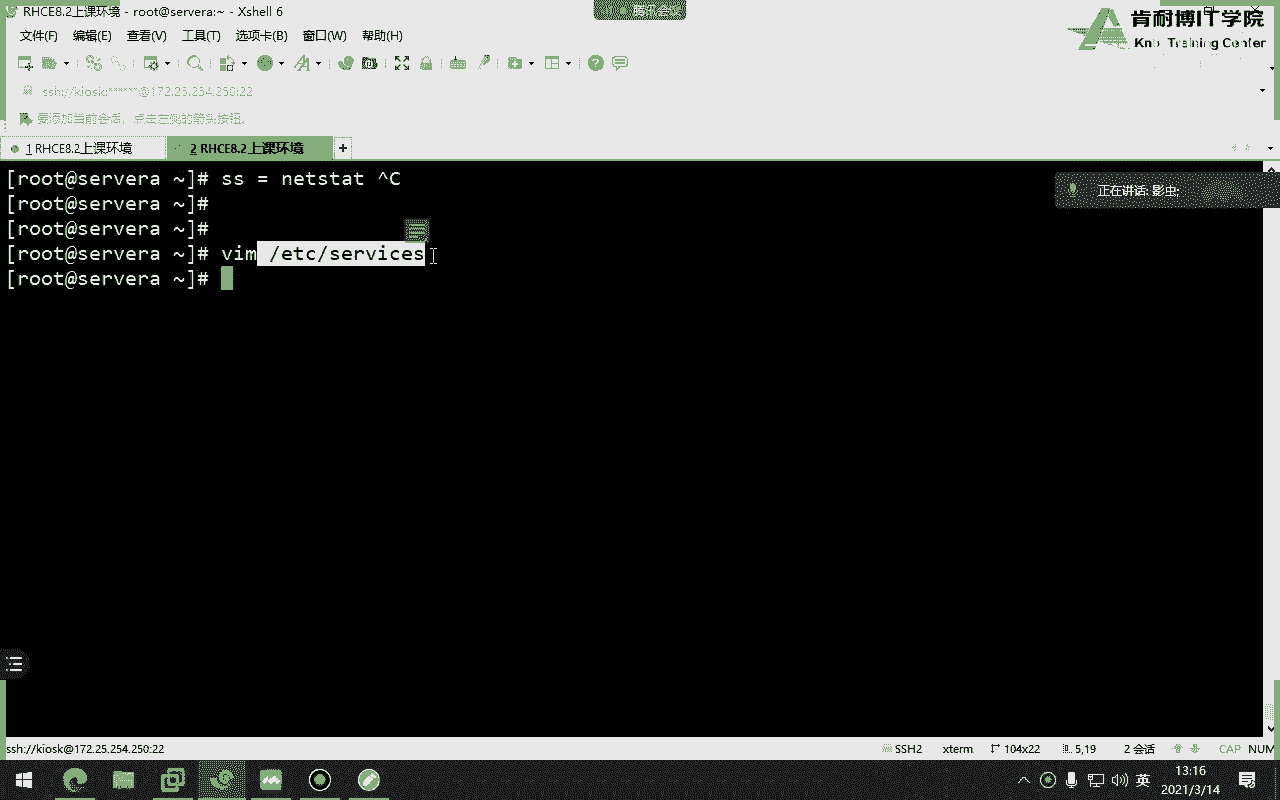 RHCE8.2上课环境 - root@servera:~ - Xshell 6
腾讯会议
肯耐博IT学院
Training Center
文件(F) 编辑(E) 查看(V) 工具(T) 选项卡(B) 窗口(W) 帮助(H)
ssh://kiosk:******@172.25.254.250:22
要添加当前会话，点击左侧的箭头按钮。
1 RHCE8.2上课环境 2 RHCE8.2上课环境 +
[root@servera ~]# ss = netstat ^C
正在讲话: 影虫;
[root@servera ~]#
[root@servera ~]#
[root@servera ~]# vim /etc/services
[root@servera ~]#
ssh://kiosk@172.25.254.250:22 SSH2 xterm 104x22 5,19 2 会话 CAP NUM
英 13:16
2021/3/14